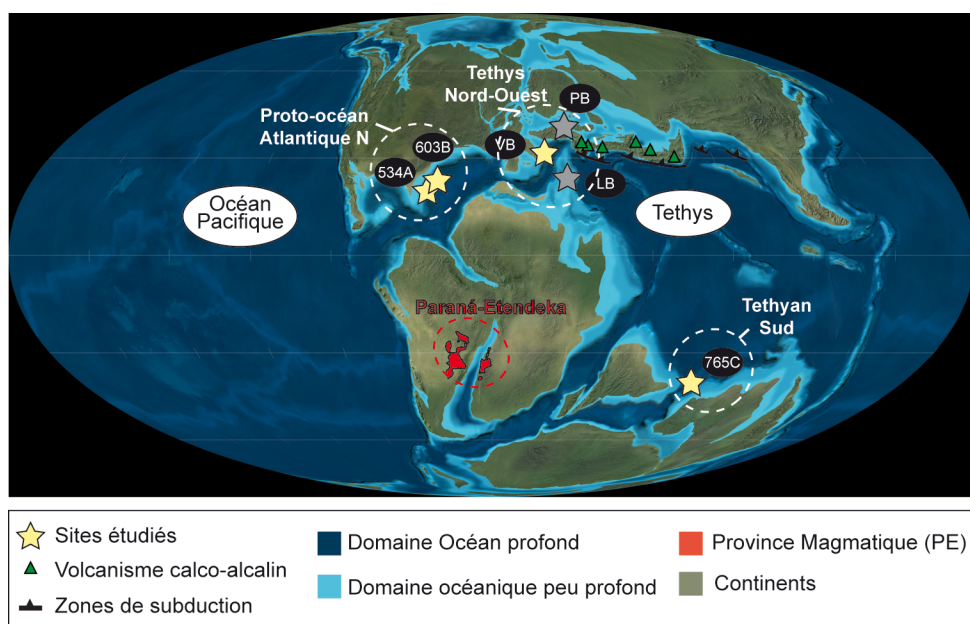 Tethys
Nord-Ouest
PB
Proto-océan
Atlantique N
603B
VB
534A
LB
Océan
Pacifique
Tethys
Paraná-Etendeka
Tethyan
Sud
765C
Sites étudiés
Domaine Océan profond
Province Magmatique (PE)
Volcanisme calco-alcalin
Domaine océanique peu profond
Continents
Zones de subduction